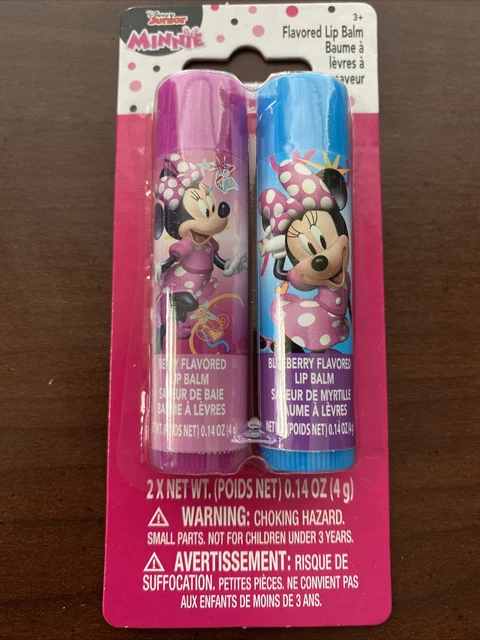 Disney
Junior
MINNIE
3+
Flavored Lip Balm
Baume à
lèvres à
saveur
BERRY FLAVORED
LIP BALM
SAVEUR DE BAIE
BAUME À LÈVRES
NET WT. (POIDS NET) 0.14 OZ (4 g)
BLUEBERRY FLAVORED
LIP BALM
SAVEUR DE MYRTILLE
BAUME À LÈVRES
NET WT. (POIDS NET) 0.14 OZ (4 g)
2 X NET WT. (POIDS NET) 0.14 OZ (4 g)
⚠ WARNING: CHOKING HAZARD.
SMALL PARTS. NOT FOR CHILDREN UNDER 3 YEARS.
⚠ AVERTISSEMENT: RISQUE DE
SUFFOCATION. PETITES PIÈCES. NE CONVIENT PAS
AUX ENFANTS DE MOINS DE 3 ANS.